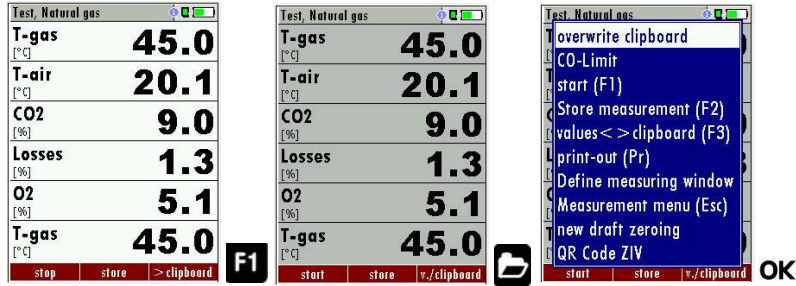 Test, Natural gas
T-gas 45.0
[°C]
T-air 20.1
[°C]
CO2 9.0
[%]
Losses 1.3
[%]
O2 5.1
[%]
T-gas 45.0
[°C]
stop store >clipboard
F1
Test, Natural gas
T-gas 45.0
[°C]
T-air 20.1
[°C]
CO2 9.0
[%]
Losses 1.3
[%]
O2 5.1
[%]
T-gas 45.0
[°C]
start store v./clipboard
Test, Natural gas
overwrite clipboard
CO-Limit
start (F1)
Store measurement (F2)
values< >clipboard (F3)
print-out (Pr)
Define measuring window
Measurement menu (Esc)
new draft zeroing
QR Code ZIV
start store v./clipboard
OK